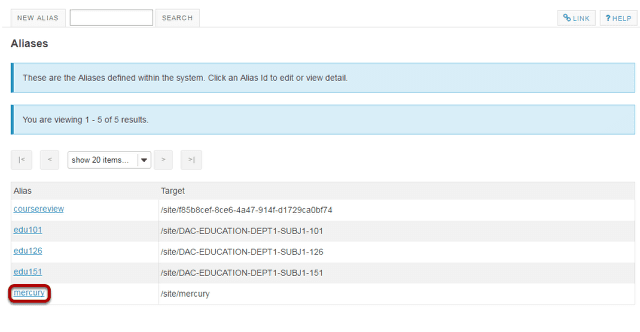 NEW ALIAS SEARCH LINK ? HELP
Aliases
These are the Aliases defined within the system. Click an Alias Id to edit or view detail.
You are viewing 1 - 5 of 5 results.
|< < show 20 items... > >|
Alias Target
coursereview /site/f85b8cef-8ce6-4a47-914f-d1729ca0bf74
edu101 /site/DAC-EDUCATION-DEPT1-SUBJ1-101
edu126 /site/DAC-EDUCATION-DEPT1-SUBJ1-126
edu151 /site/DAC-EDUCATION-DEPT1-SUBJ1-151
mercury /site/mercury